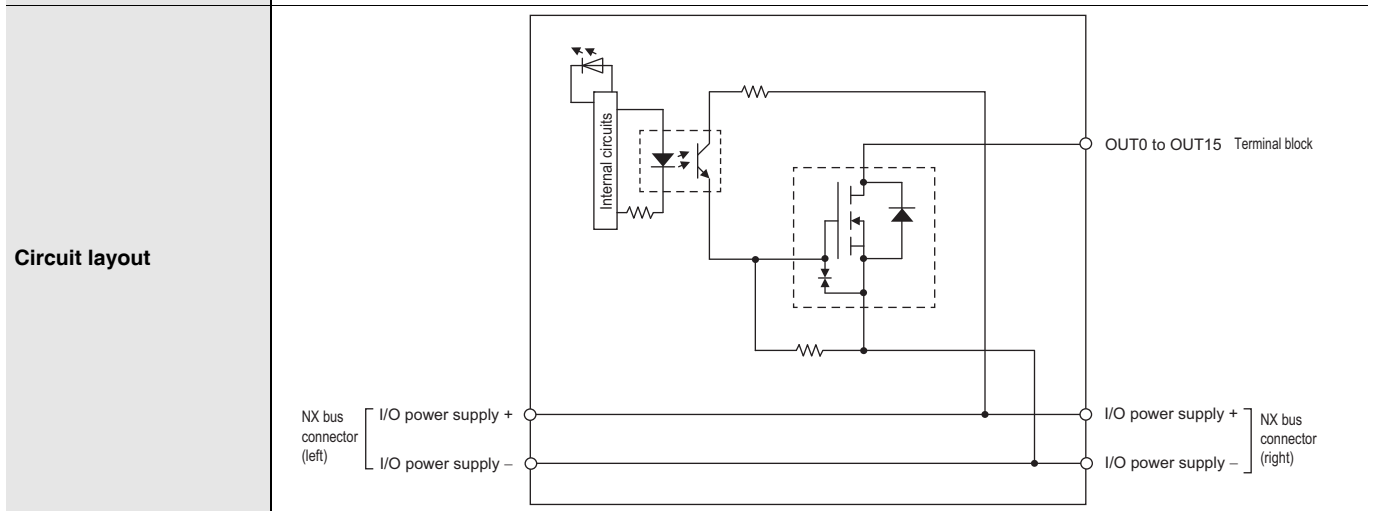 Circuit layout
Internal circuits
OUT0 to OUT15 Terminal block
NX bus
connector
(left)
I/O power supply +
I/O power supply –
I/O power supply +
I/O power supply –
NX bus
connector
(right)